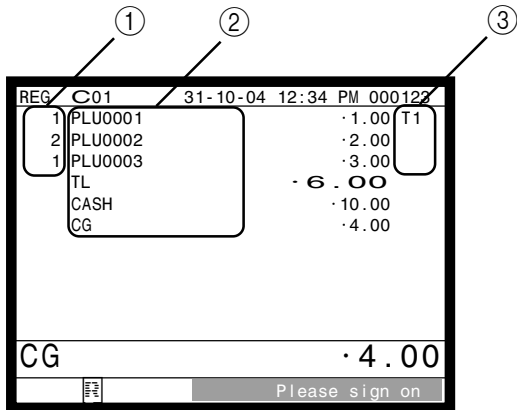 ① ② ③
REG C01 31-10-04 12:34 PM 000123
1 PLU0001 ·1.00 T1
2 PLU0002 ·2.00
1 PLU0003 ·3.00
TL ·6.00
CASH ·10.00
CG ·4.00
CG ·4.00
R Please sign on